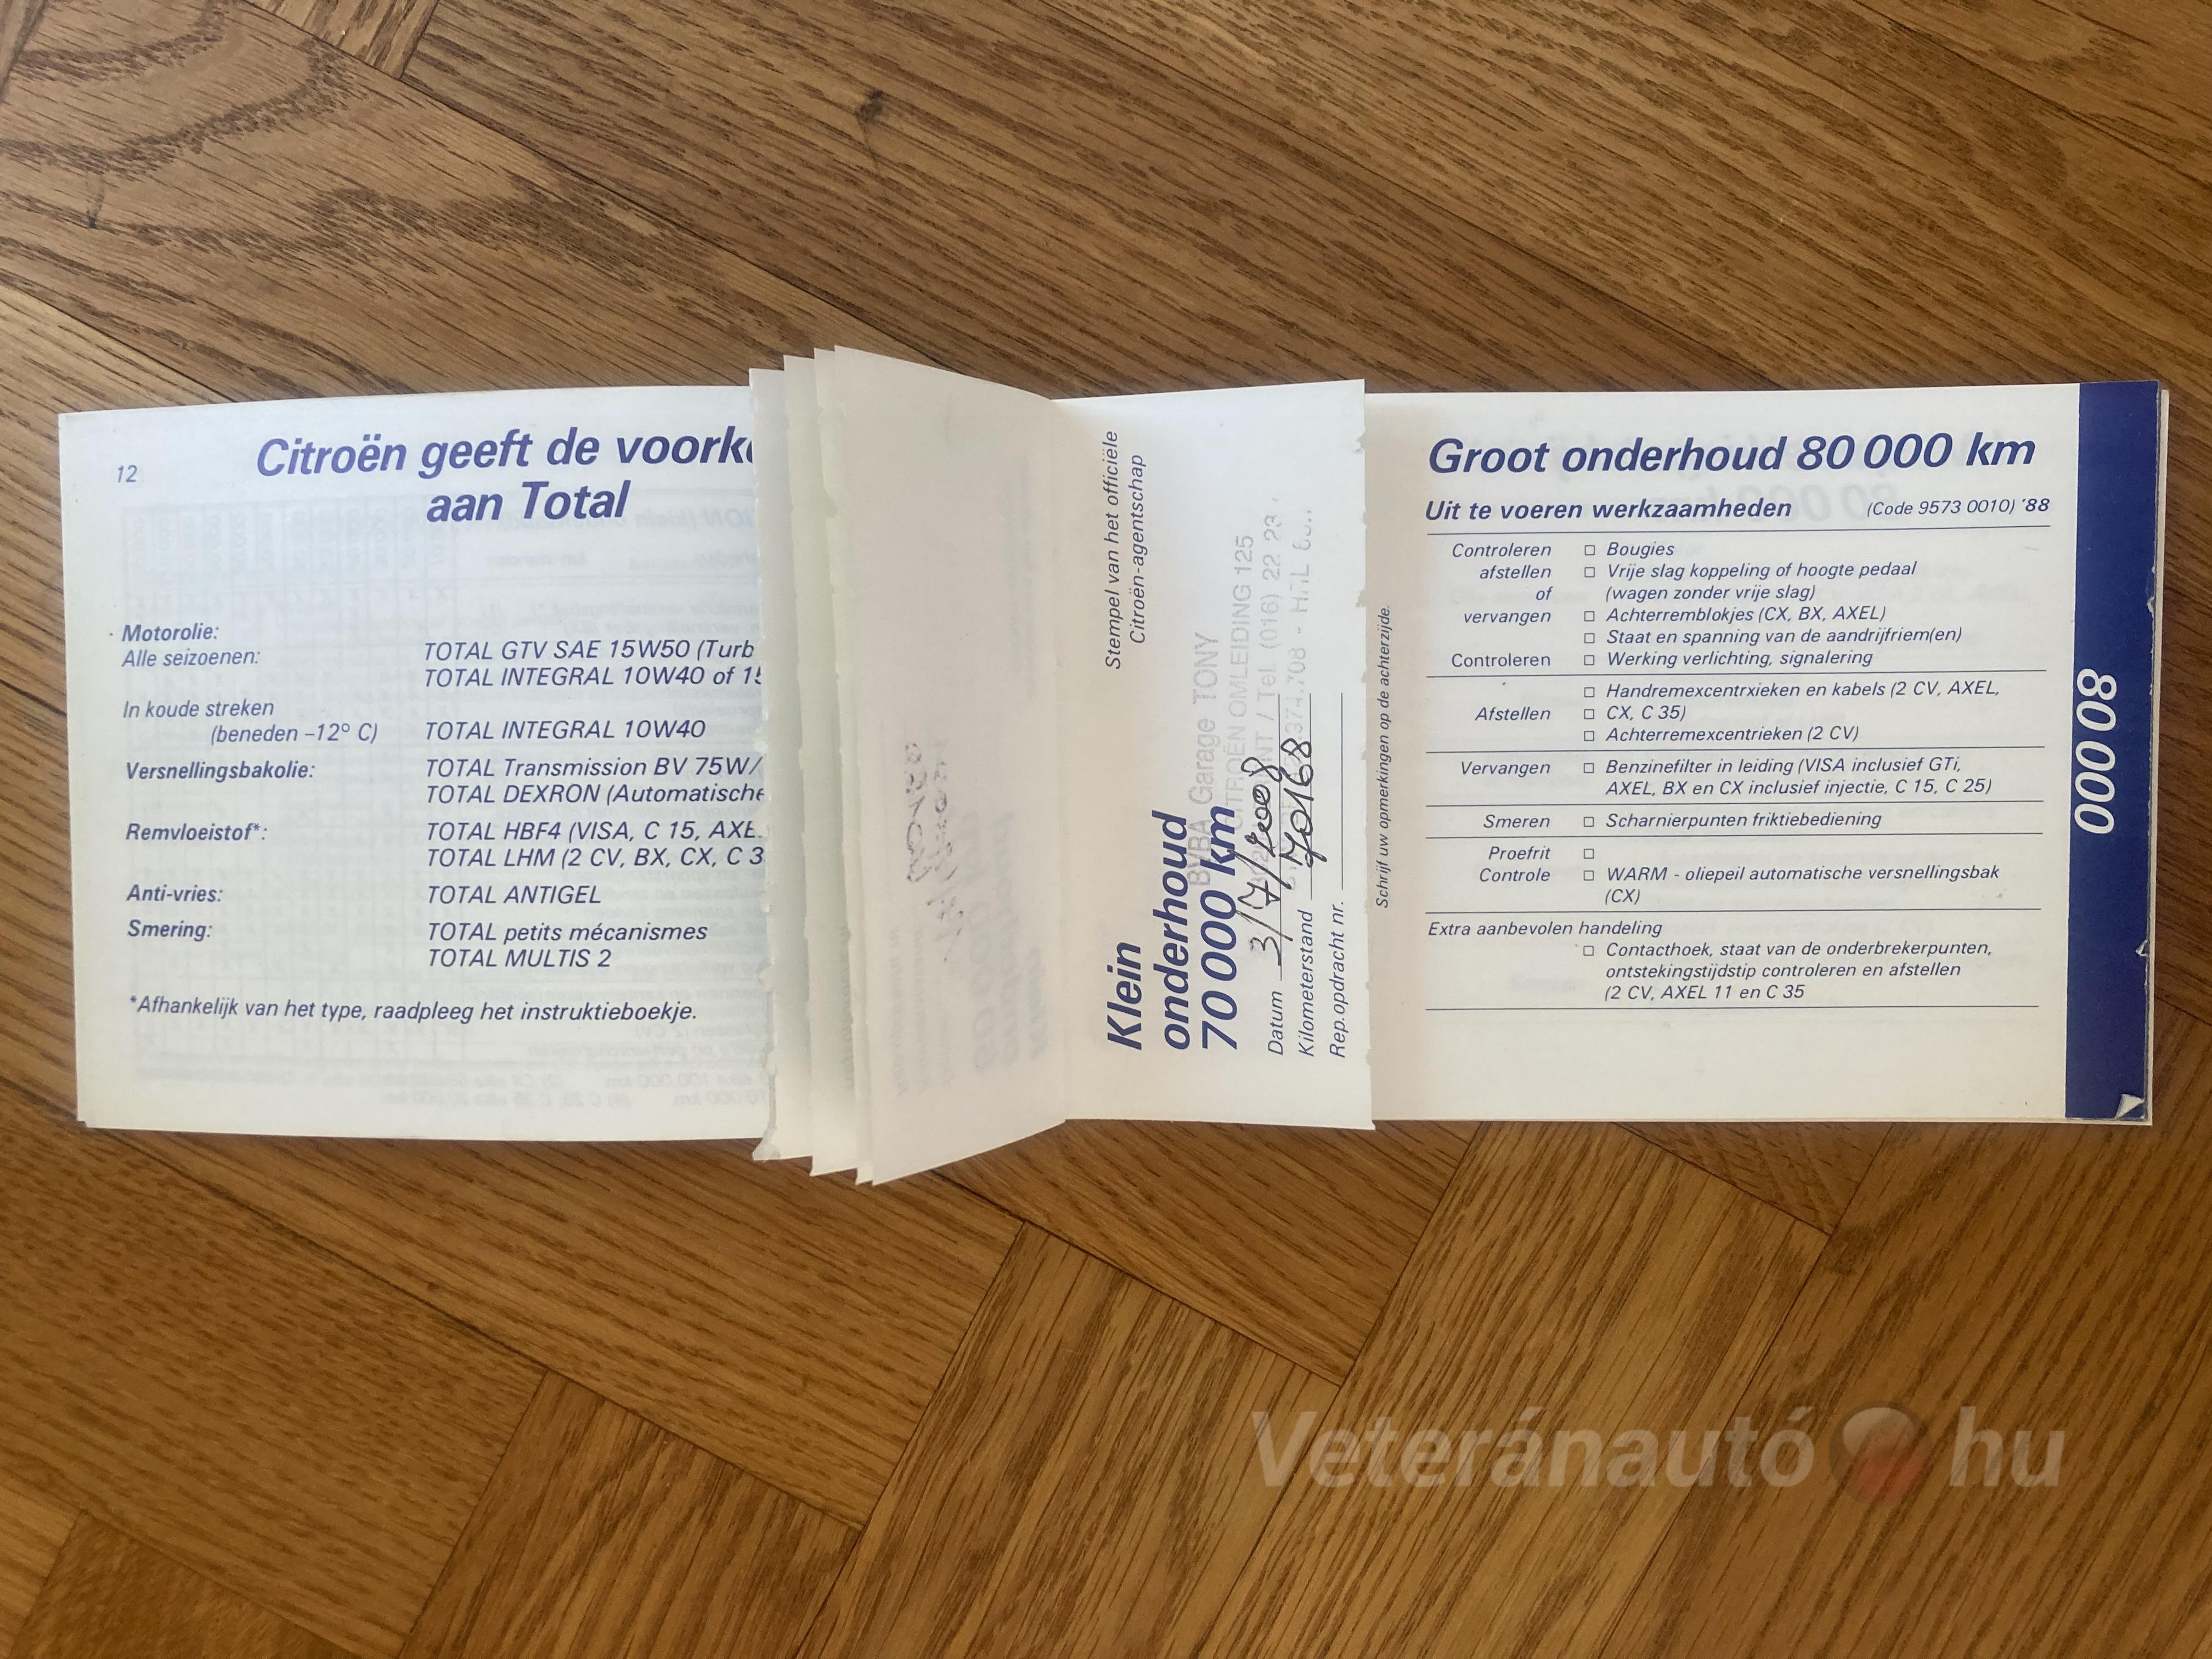 12
Citroën geeft de
aan Total
Motorolie:
Alle seizoenen:
TOTAL GTV SAE 15W50
TOTAL INTEGRAL 10W40 of
In koude streken
(beneden –12° C)
TOTAL INTEGRAL 10W40
Versnellingsbakolie:
TOTAL Transmission BV 75W/
TOTAL DEXRON
Remvloeistof*:
TOTAL HBF4 (VISA, C 15,
TOTAL LHM (2 CV, BX, CX,
Anti-vries:
TOTAL ANTIGEL
Smering:
TOTAL petits mécanismes
TOTAL MULTIS 2
*Afhankelijk van het type, raadpleeg het instruktieboekje.
Stempel van het officiële
Citroën-agentschap
BVBA Garage TONY
CITROËN OMLEIDING 125
Tel. (016) 22 23
Klein
onderhoud
70 000 km
Datum 3/7/2008
Kilometerstand 70168
Rep.opdracht nr.
Schrijf uw opmerkingen op de achterzijde.
Groot onderhoud 80 000 km
Uit te voeren werkzaamheden (Code 9573 0010) '88
Controleren □ Bougies
afstellen □ Vrije slag koppeling of hoogte pedaal
of (wagen zonder vrije slag)
vervangen □ Achterremblokjes (CX, BX, AXEL)
□ Staat en spanning van de aandrijfriem(en)
Controleren □ Werking verlichting, signalering
□ Handremexcentrxieken en kabels (2 CV, AXEL,
Afstellen □ CX, C 35)
□ Achterremexcentrieken (2 CV)
Vervangen □ Benzinefilter in leiding (VISA inclusief GTi,
AXEL, BX en CX inclusief injectie, C 15, C 25)
Smeren □ Scharnierpunten friktiebediening
Proefrit □
Controle □ WARM - oliepeil automatische versnellingsbak
(CX)
Extra aanbevolen handeling
□ Contacthoek, staat van de onderbrekerpunten,
ontstekingstijdstip controleren en afstellen
(2 CV, AXEL 11 en C 35
80 000
Veteránautó hu